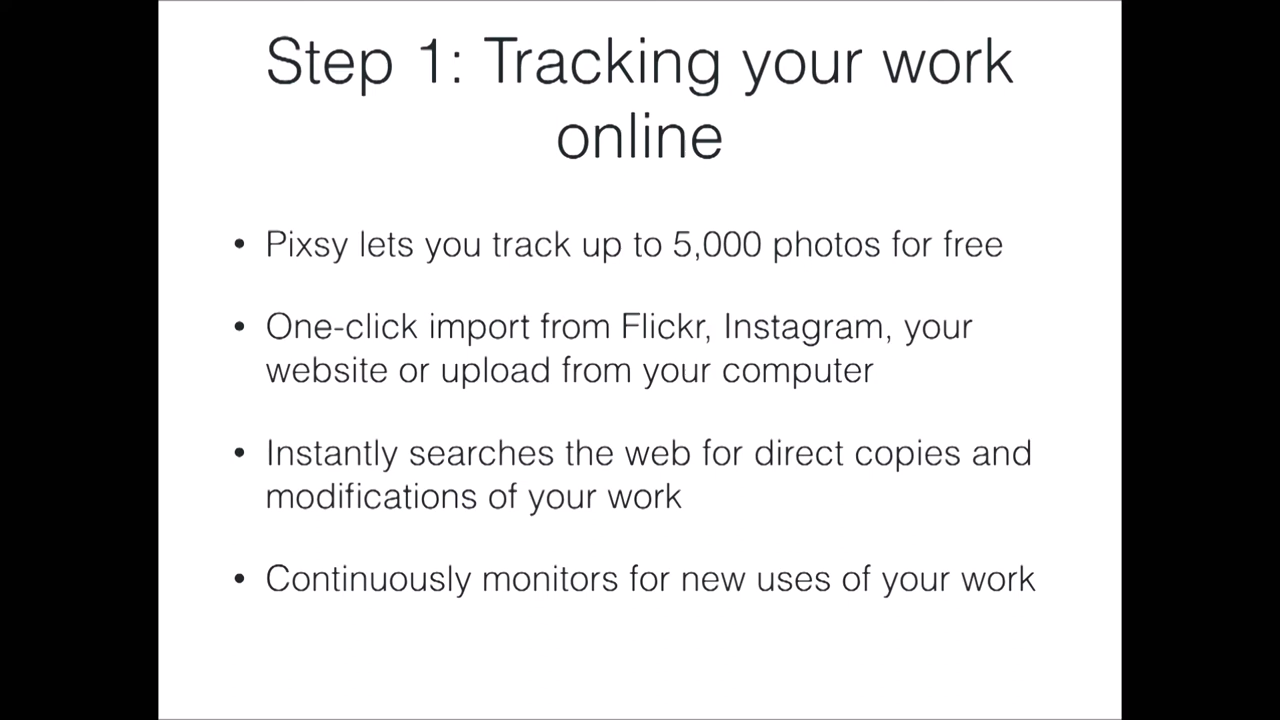 Step 1: Tracking your work
online
• Pixsy lets you track up to 5,000 photos for free
• One-click import from Flickr, Instagram, your
website or upload from your computer
• Instantly searches the web for direct copies and
modifications of your work
• Continuously monitors for new uses of your work